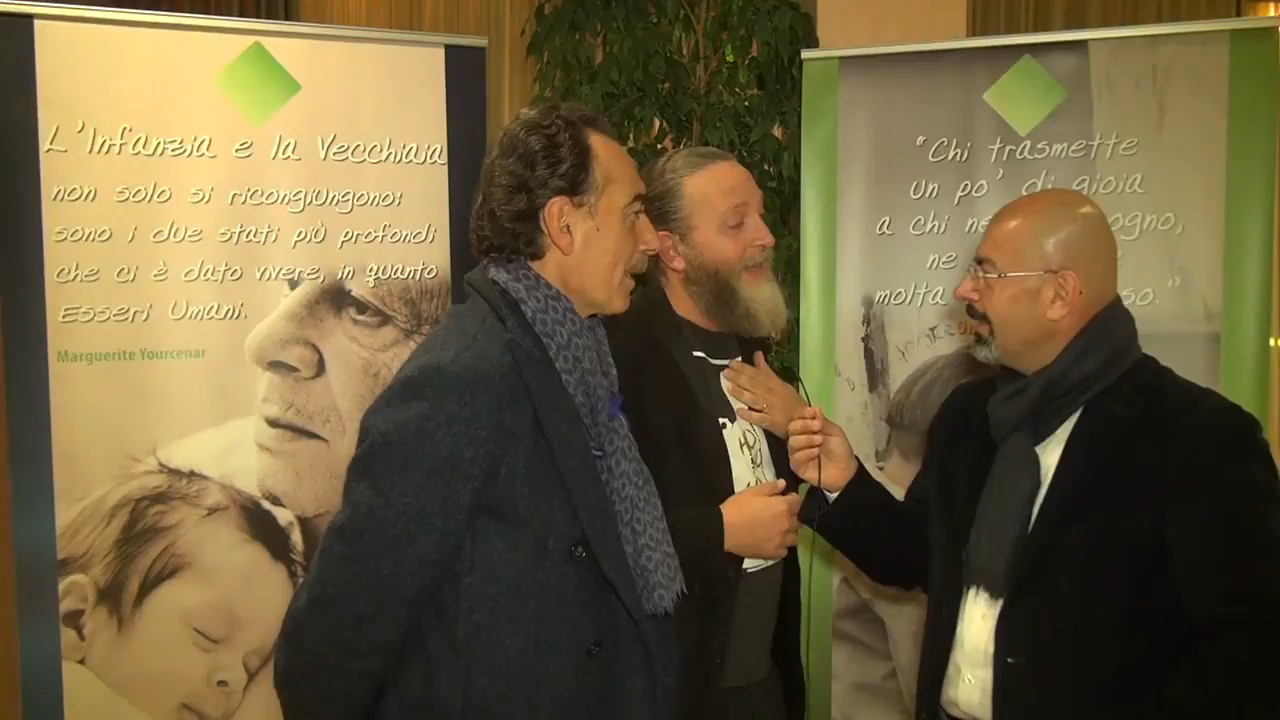 L'Infanzia e la Vecchiaia
non solo si ricongiungono:
sono i due stati più profondi
che ci è dato vivere, in quanto
Esseri Umani.
Marguerite Yourcenar
“Chi trasmette
un po’ di gioia
a chi ne
ne
molta